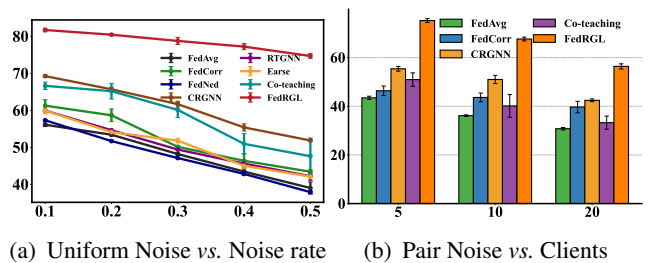 80
70
60
50
40
0.1 0.2 0.3 0.4 0.5
FedAvg RTGNN
FedCorr Earse
FedNed Co-teaching
CRGNN FedRGL
60
40
20
0
5 10 20
FedAvg Co-teaching
FedCorr FedRGL
CRGNN
(a) Uniform Noise vs. Noise rate
(b) Pair Noise vs. Clients